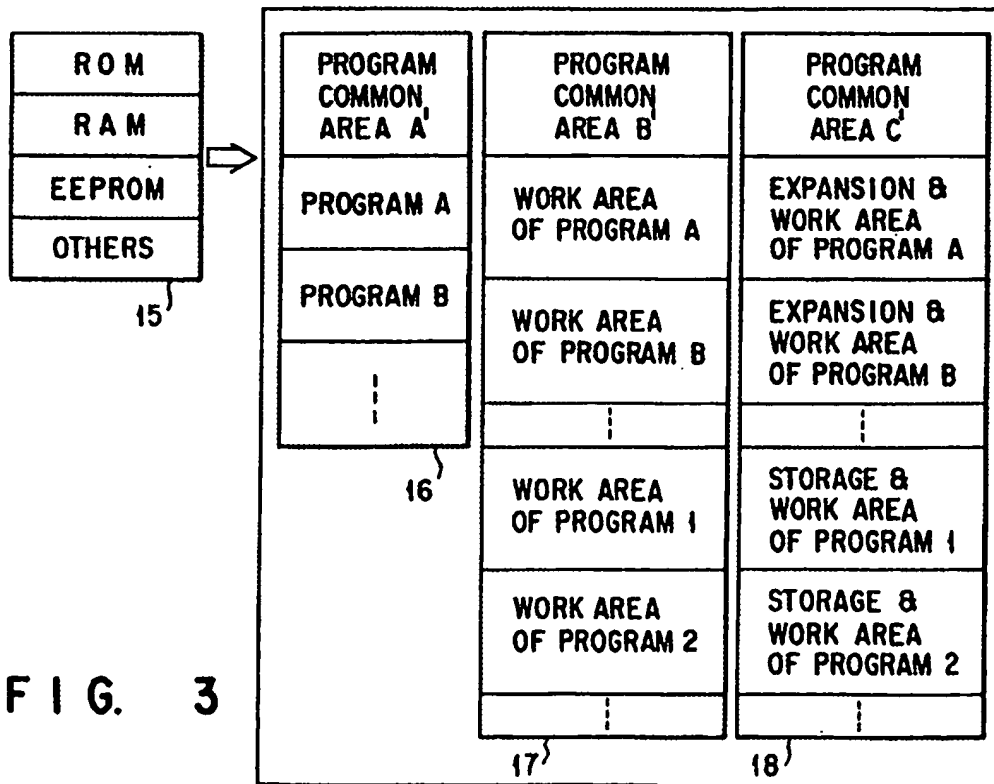 ROM
RAM
EEPROM
OTHERS
15
PROGRAM
COMMON
AREA A'
PROGRAM A
PROGRAM B
16
PROGRAM
COMMON
AREA B'
WORK AREA
OF PROGRAM A
WORK AREA
OF PROGRAM B
WORK AREA
OF PROGRAM 1
WORK AREA
OF PROGRAM 2
17
PROGRAM
COMMON
AREA C'
EXPANSION &
WORK AREA
OF PROGRAM A
EXPANSION &
WORK AREA
OF PROGRAM B
STORAGE &
WORK AREA
OF PROGRAM 1
STORAGE &
WORK AREA
OF PROGRAM 2
18
FIG. 3